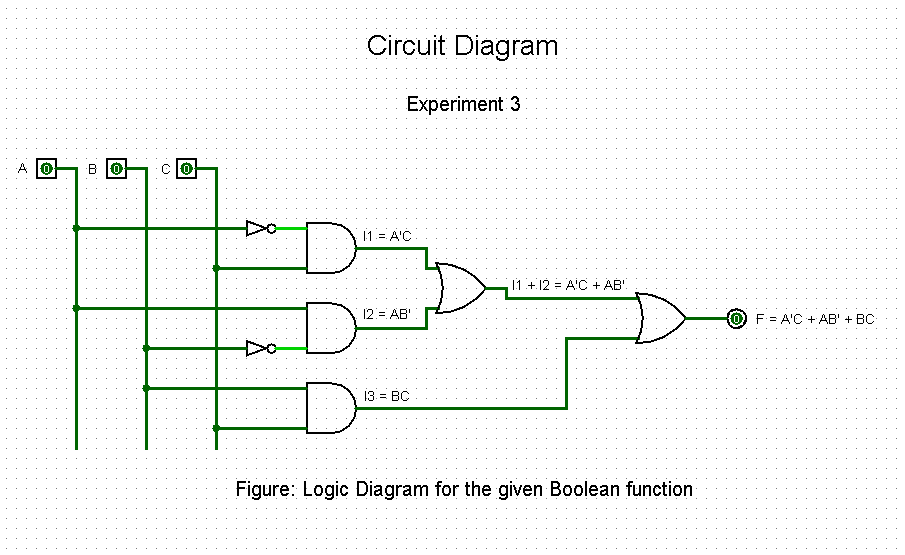 Circuit Diagram
Experiment 3
A 0 B 0 C 0
I1 = A'C
I1 + I2 = A'C + AB'
I2 = AB'
0 F = A'C + AB' + BC
I3 = BC
Figure: Logic Diagram for the given Boolean function